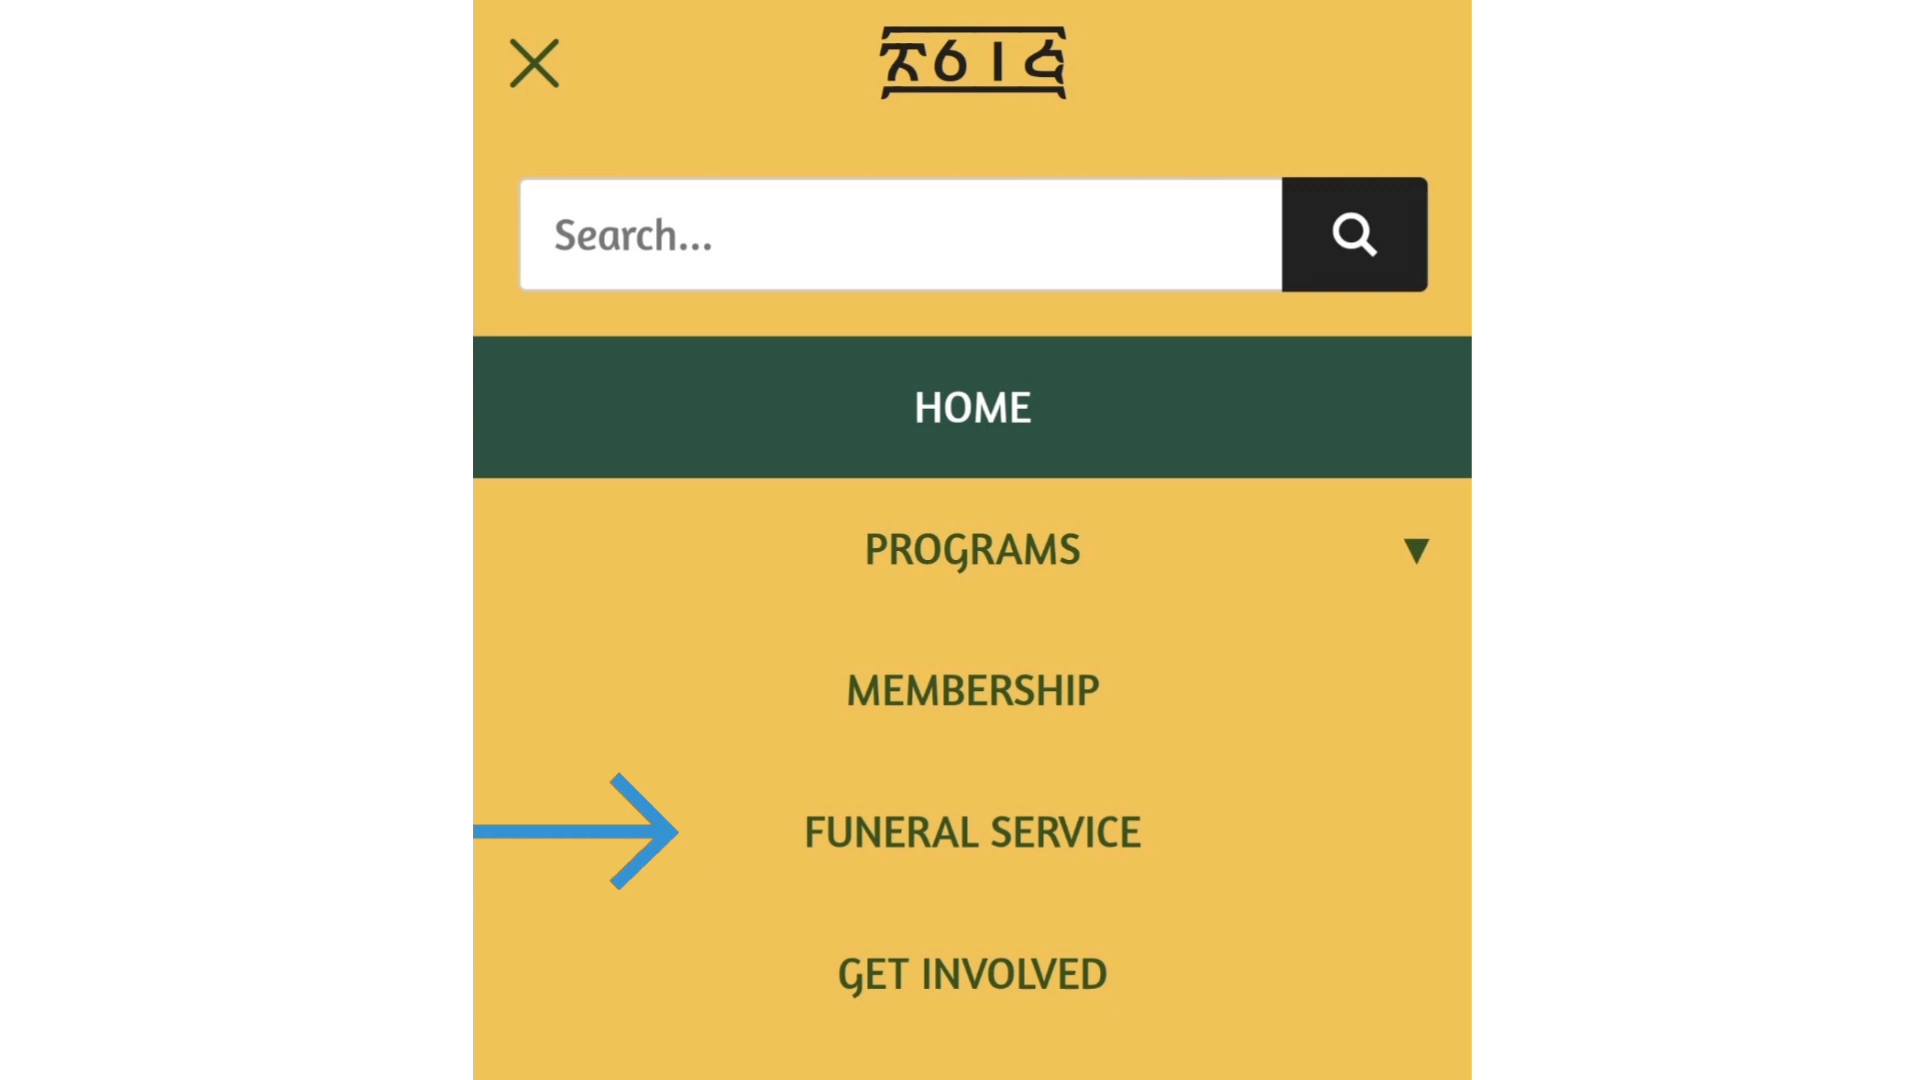 Search...
HOME
PROGRAMS
MEMBERSHIP
FUNERAL SERVICE
GET INVOLVED